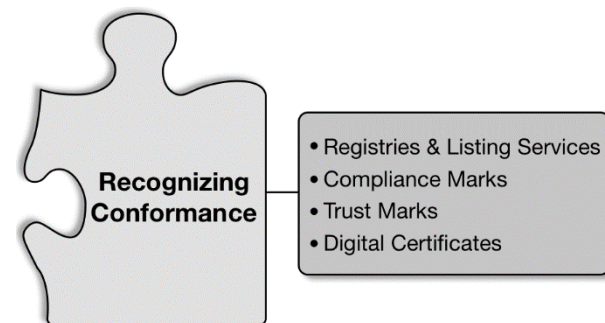 Recognizing
Conformance
• Registries & Listing Services
• Compliance Marks
• Trust Marks
• Digital Certificates